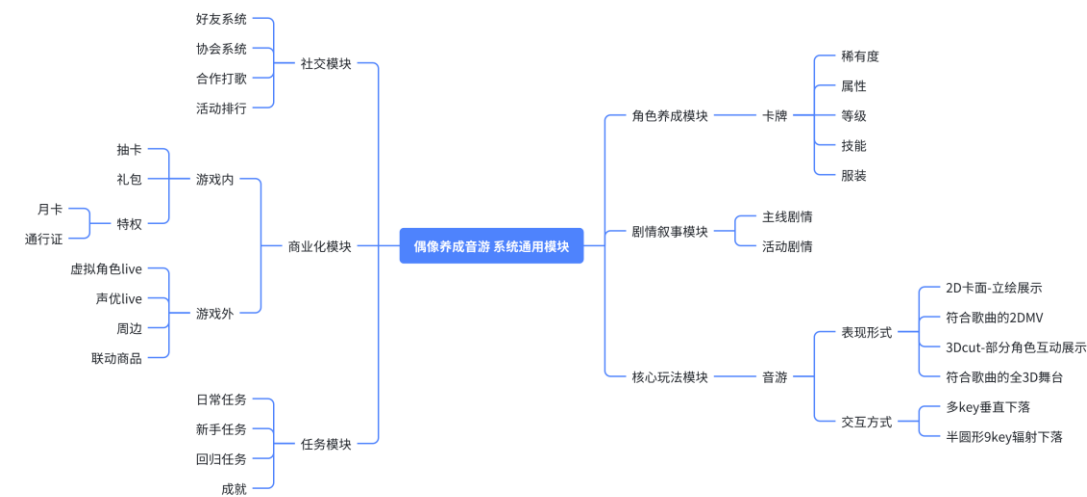 偶像养成音游 系统通用模块
社交模块
好友系统
协会系统
合作打歌
活动排行
商业化模块
游戏内
抽卡
礼包
特权
月卡
通行证
游戏外
虚拟角色live
声优live
周边
联动商品
任务模块
日常任务
新手任务
回归任务
成就
角色养成模块
卡牌
稀有度
属性
等级
技能
服装
剧情叙事模块
主线剧情
活动剧情
核心玩法模块
音游
表现形式
2D卡面-立绘展示
符合歌曲的2DMV
3Dcut-部分角色互动展示
符合歌曲的全3D舞台
交互方式
多key垂直下落
半圆形9key辐射下落